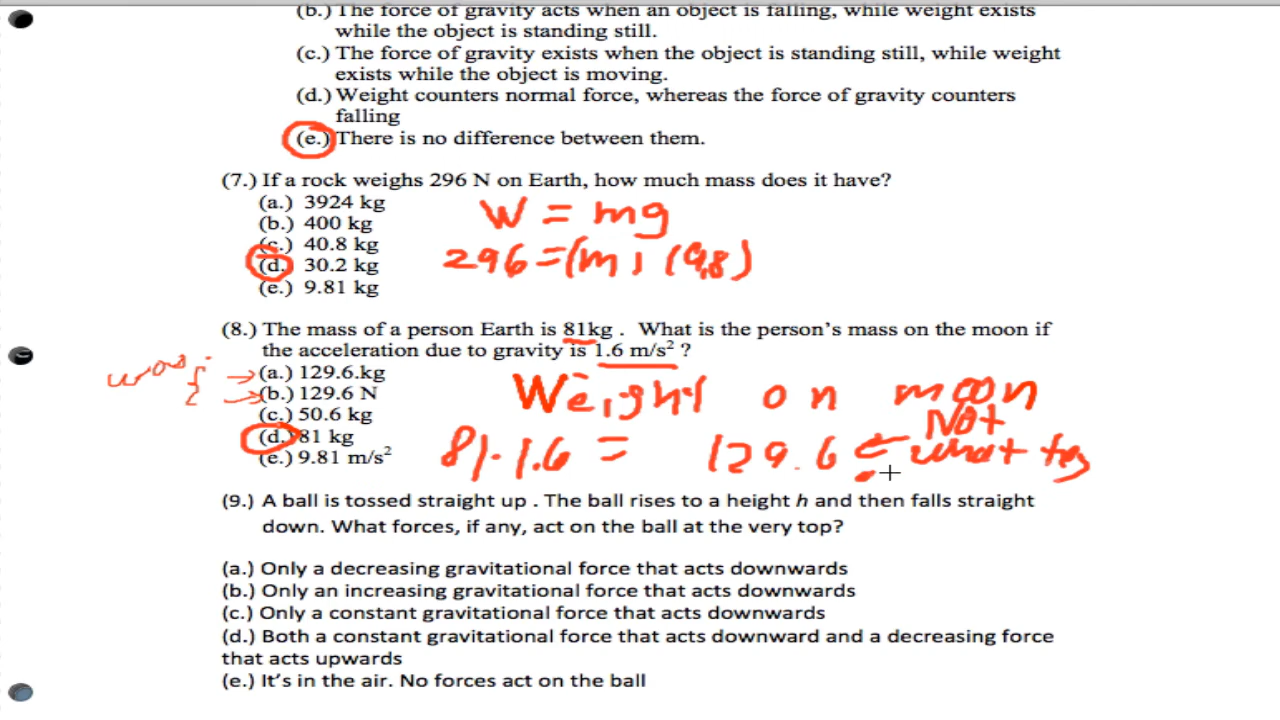 (b.) The force of gravity acts when an object is falling, while weight exists
while the object is standing still.
(c.) The force of gravity exists when the object is standing still, while weight
exists while the object is moving.
(d.) Weight counters normal force, whereas the force of gravity counters
falling
(e.) There is no difference between them.
(7.) If a rock weighs 296 N on Earth, how much mass does it have?
(a.) 3924 kg
(b.) 400 kg
(c.) 40.8 kg
(d.) 30.2 kg
(e.) 9.81 kg
W = mg
296 = (m) (9.8)
(8.) The mass of a person Earth is 81kg . What is the person's mass on the moon if
the acceleration due to gravity is 1.6 m/s² ?
(a.) 129.6.kg
(b.) 129.6 N
(c.) 50.6 kg
(d.) 81 kg
(e.) 9.81 m/s²
Weight on moon
Not
81·1.6 = 129.6 ← what
(9.) A ball is tossed straight up . The ball rises to a height h and then falls straight
down. What forces, if any, act on the ball at the very top?
(a.) Only a decreasing gravitational force that acts downwards
(b.) Only an increasing gravitational force that acts downwards
(c.) Only a constant gravitational force that acts downwards
(d.) Both a constant gravitational force that acts downward and a decreasing force
that acts upwards
(e.) It's in the air. No forces act on the ball